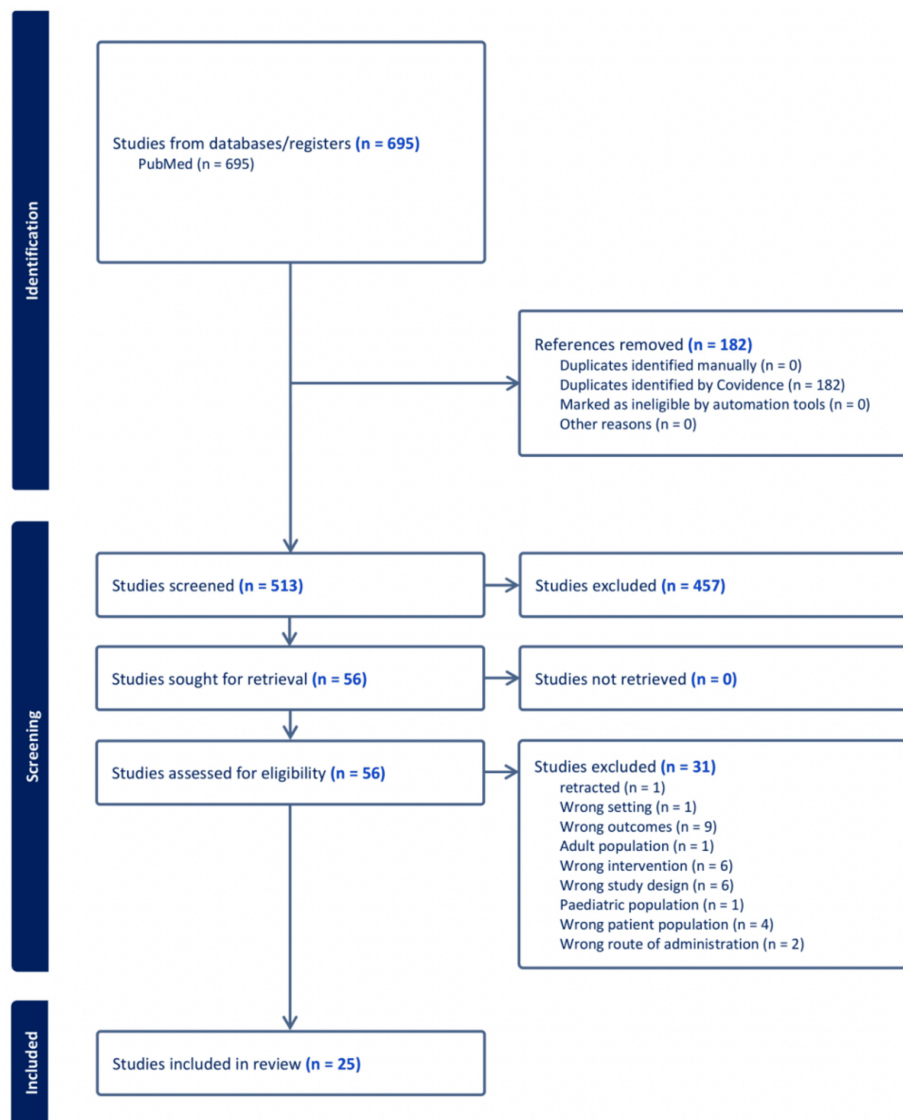 Identification
Studies from databases/registers (n = 695)
PubMed (n = 695)
References removed (n = 182)
Duplicates identified manually (n = 0)
Duplicates identified by Covidence (n = 182)
Marked as ineligible by automation tools (n = 0)
Other reasons (n = 0)
Screening
Studies screened (n = 513)
Studies excluded (n = 457)
Studies sought for retrieval (n = 56)
Studies not retrieved (n = 0)
Studies assessed for eligibility (n = 56)
Studies excluded (n = 31)
retracted (n = 1)
Wrong setting (n = 1)
Wrong outcomes (n = 9)
Adult population (n = 1)
Wrong intervention (n = 6)
Wrong study design (n = 6)
Paediatric population (n = 1)
Wrong patient population (n = 4)
Wrong route of administration (n = 2)
Included
Studies included in review (n = 25)